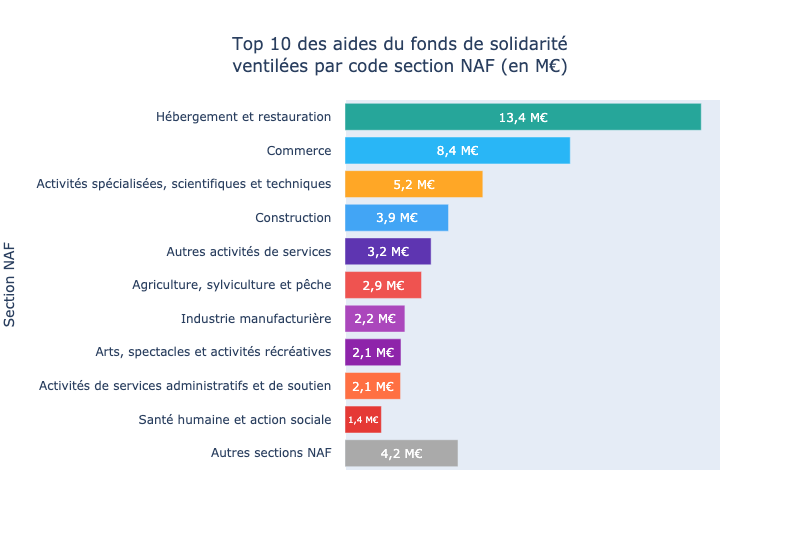 Top 10 des aides du fonds de solidarité
ventilées par code section NAF (en M€)
Section NAF
Hébergement et restauration 13,4 M€
Commerce 8,4 M€
Activités spécialisées, scientifiques et techniques 5,2 M€
Construction 3,9 M€
Autres activités de services 3,2 M€
Agriculture, sylviculture et pêche 2,9 M€
Industrie manufacturière 2,2 M€
Arts, spectacles et activités récréatives 2,1 M€
Activités de services administratifs et de soutien 2,1 M€
Santé humaine et action sociale 1,4 M€
Autres sections NAF 4,2 M€